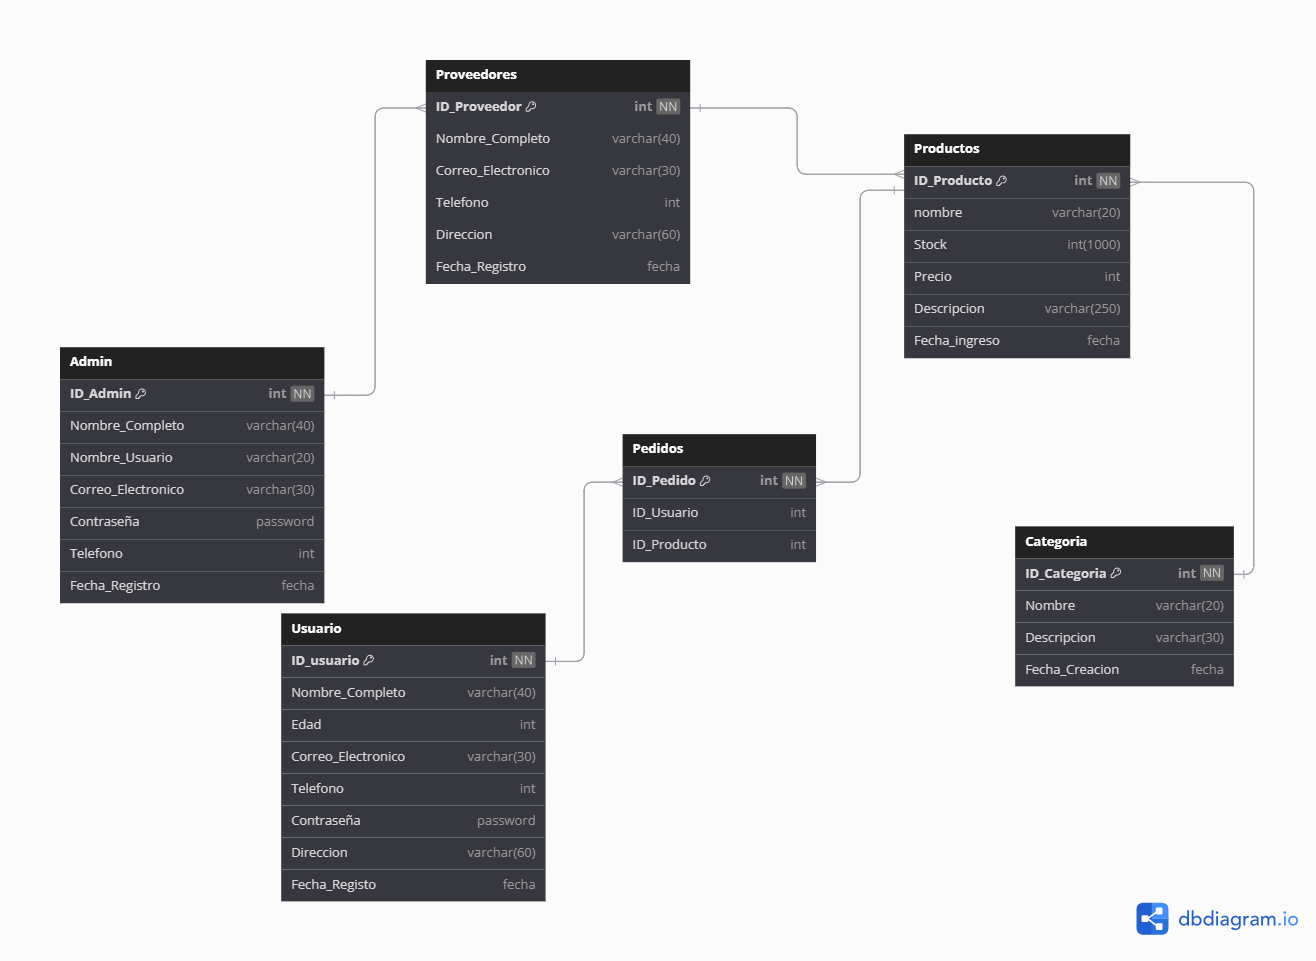 Proveedores
ID_Proveedor int NN
Nombre_Completo varchar(40)
Correo_Electronico varchar(30)
Telefono int
Direccion varchar(60)
Fecha_Registro fecha
Productos
ID_Producto int NN
nombre varchar(20)
Stock int(1000)
Precio int
Descripcion varchar(250)
Fecha_ingreso fecha
Admin
ID_Admin int NN
Nombre_Completo varchar(40)
Nombre_Usuario varchar(20)
Correo_Electronico varchar(30)
Contraseña password
Telefono int
Fecha_Registro fecha
Pedidos
ID_Pedido int NN
ID_Usuario int
ID_Producto int
Categoria
ID_Categoria int NN
Nombre varchar(20)
Descripcion varchar(30)
Fecha_Creacion fecha
Usuario
ID_usuario int NN
Nombre_Completo varchar(40)
Edad int
Correo_Electronico varchar(30)
Telefono int
Contraseña password
Direccion varchar(60)
Fecha_Registo fecha
dbdiagram.io